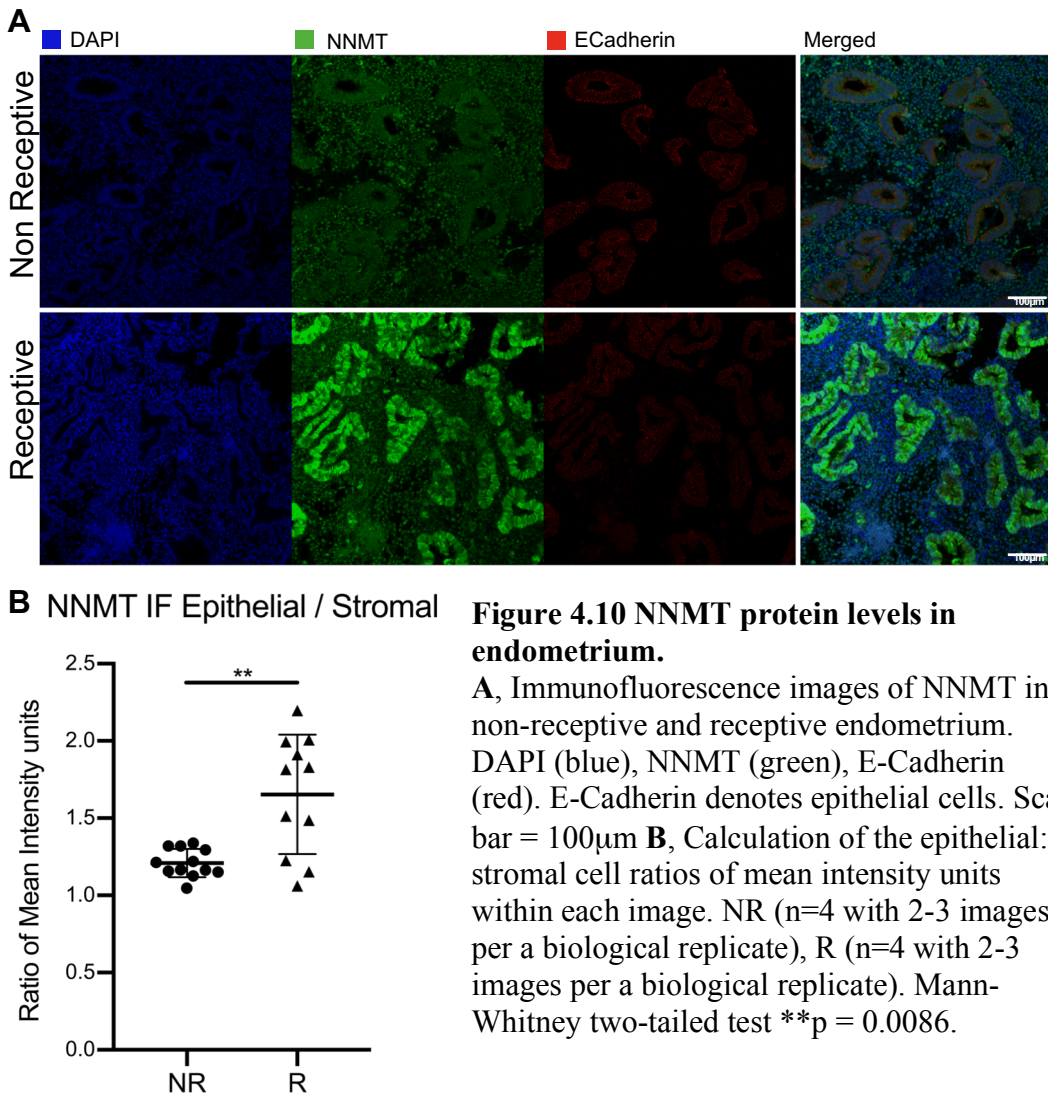 A
DAPI
NNMT
ECadherin
Merged
Non Receptive
100µm
Receptive
100µm
B NNMT IF Epithelial / Stromal
Ratio of Mean Intensity units
2.5
2.0
1.5
1.0
0.5
0.0
**
NR
R
Figure 4.10 NNMT protein levels in
endometrium.
A, Immunofluorescence images of NNMT in
non-receptive and receptive endometrium.
DAPI (blue), NNMT (green), E-Cadherin
(red). E-Cadherin denotes epithelial cells. Sca
bar = 100µm B, Calculation of the epithelial:
stromal cell ratios of mean intensity units
within each image. NR (n=4 with 2-3 images
per a biological replicate), R (n=4 with 2-3
images per a biological replicate). Mann-
Whitney two-tailed test **p = 0.0086.